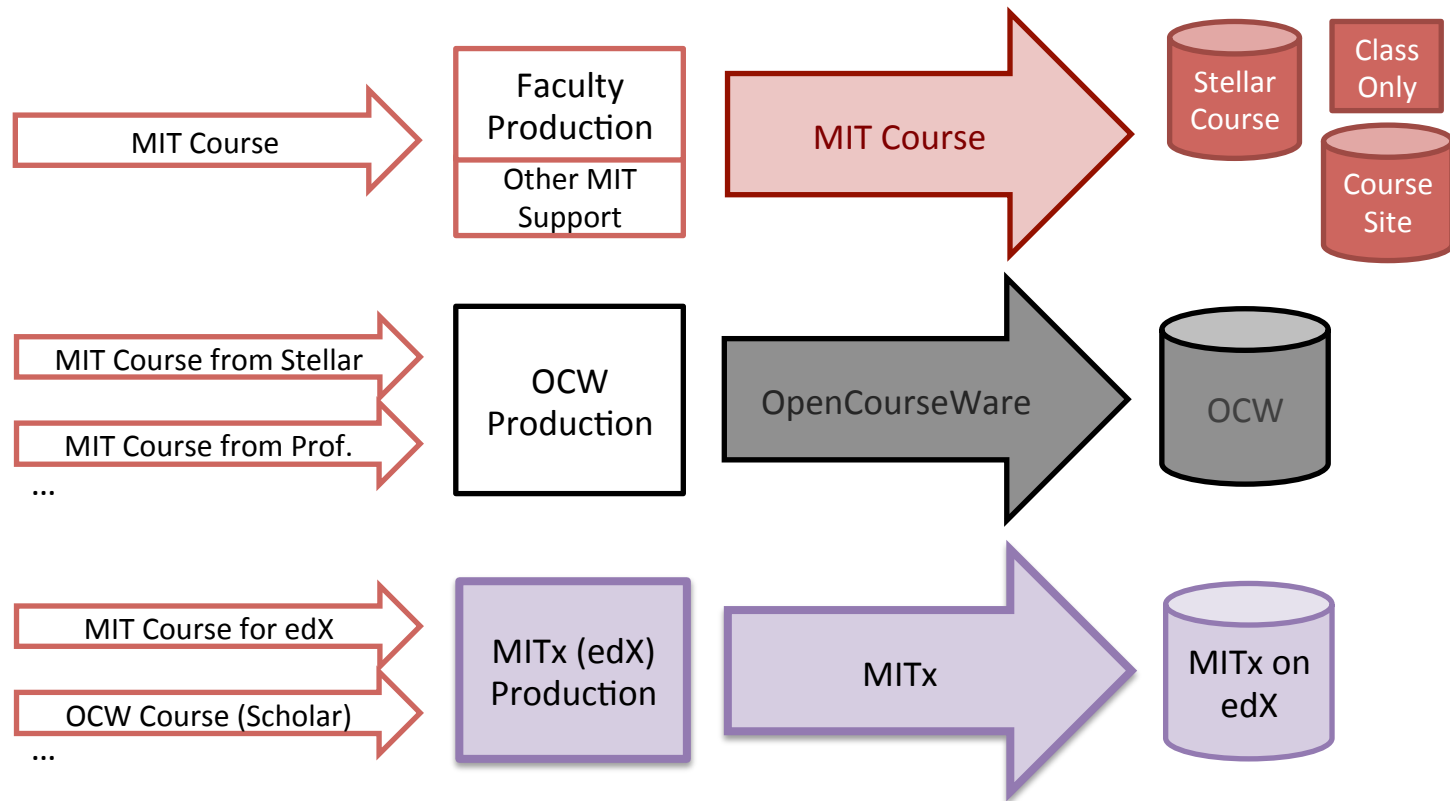 MIT Course
Faculty
Production
Other MIT
Support
MIT Course
Stellar
Course
Class
Only
Course
Site
MIT Course from Stellar
MIT Course from Prof.
...
OCW
Production
OpenCourseWare
OCW
MIT Course for edX
OCW Course (Scholar)
...
MITx (edX)
Production
MITx
MITx on
edX